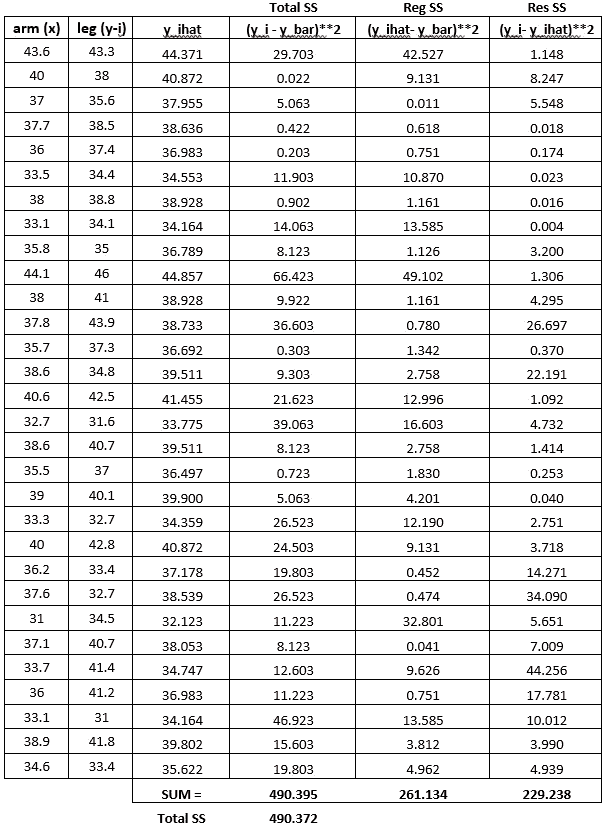 Total SS Reg SS Res SS
arm (x) leg (y-i) y_ihat (y_i - y_bar)**2 (y_ihat- y_bar)**2 (y_i- y_ihat)**2
43.6 43.3 44.371 29.703 42.527 1.148
40 38 40.872 0.022 9.131 8.247
37 35.6 37.955 5.063 0.011 5.548
37.7 38.5 38.636 0.422 0.618 0.018
36 37.4 36.983 0.203 0.751 0.174
33.5 34.4 34.553 11.903 10.870 0.023
38 38.8 38.928 0.902 1.161 0.016
33.1 34.1 34.164 14.063 13.585 0.004
35.8 35 36.789 8.123 1.126 3.200
44.1 46 44.857 66.423 49.102 1.306
38 41 38.928 9.922 1.161 4.295
37.8 43.9 38.733 36.603 0.780 26.697
35.7 37.3 36.692 0.303 1.342 0.370
38.6 34.8 39.511 9.303 2.758 22.191
40.6 42.5 41.455 21.623 12.996 1.092
32.7 31.6 33.775 39.063 16.603 4.732
38.6 40.7 39.511 8.123 2.758 1.414
35.5 37 36.497 0.723 1.830 0.253
39 40.1 39.900 5.063 4.201 0.040
33.3 32.7 34.359 26.523 12.190 2.751
40 42.8 40.872 24.503 9.131 3.718
36.2 33.4 37.178 19.803 0.452 14.271
37.6 32.7 38.539 26.523 0.474 34.090
31 34.5 32.123 11.223 32.801 5.651
37.1 40.7 38.053 8.123 0.041 7.009
33.7 41.4 34.747 12.603 9.626 44.256
36 41.2 36.983 11.223 0.751 17.781
33.1 31 34.164 46.923 13.585 10.012
38.9 41.8 39.802 15.603 3.812 3.990
34.6 33.4 35.622 19.803 4.962 4.939
SUM = 490.395 261.134 229.238
Total SS 490.372